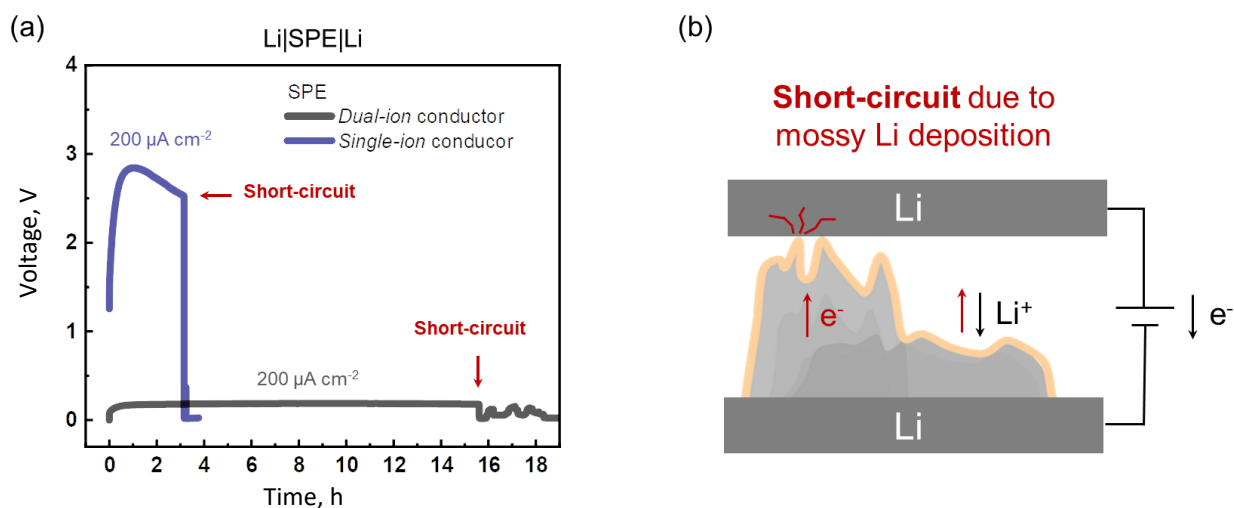 (a)
Li|SPE|Li
4
3
2
1
0
Voltage, V
SPE
Dual-ion conductor
Single-ion conducor
200 µA cm⁻²
Short-circuit
Short-circuit
200 µA cm⁻²
0 2 4 6 8 10 12 14 16 18
Time, h
(b)
Short-circuit due to
mossy Li deposition
Li
e⁻
Li⁺
e⁻
Li